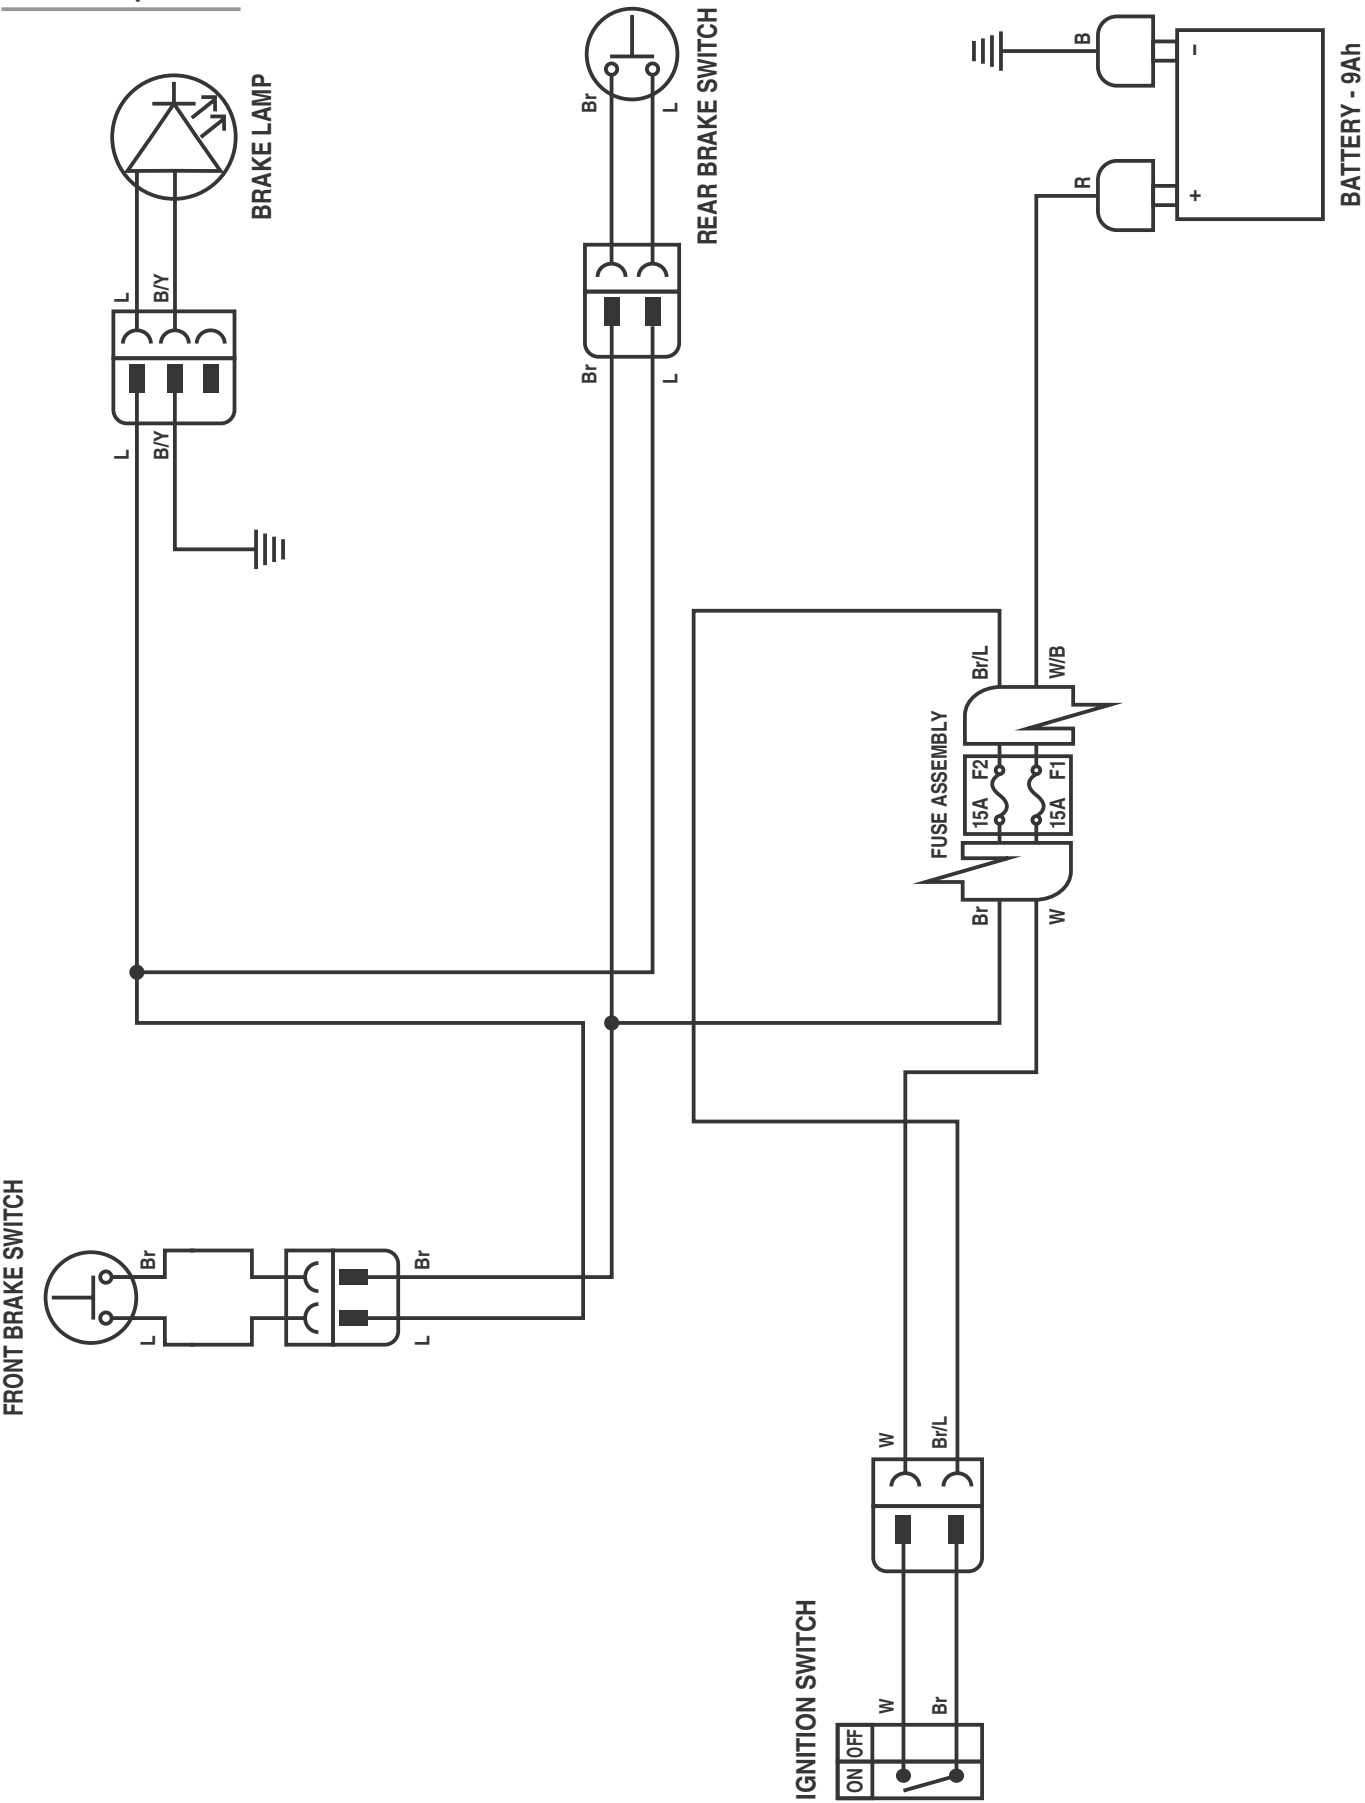 BRAKE LAMP
L
B/Y
L
B/Y
REAR BRAKE SWITCH
Br
L
Br
L
BATTERY - 9Ah
B
-
R
+
FUSE ASSEMBLY
Br/L
W/B
15A F2
15A F1
Br
W
FRONT BRAKE SWITCH
Br
L
Br
L
IGNITION SWITCH
W
Br/L
W
Br
ON OFF